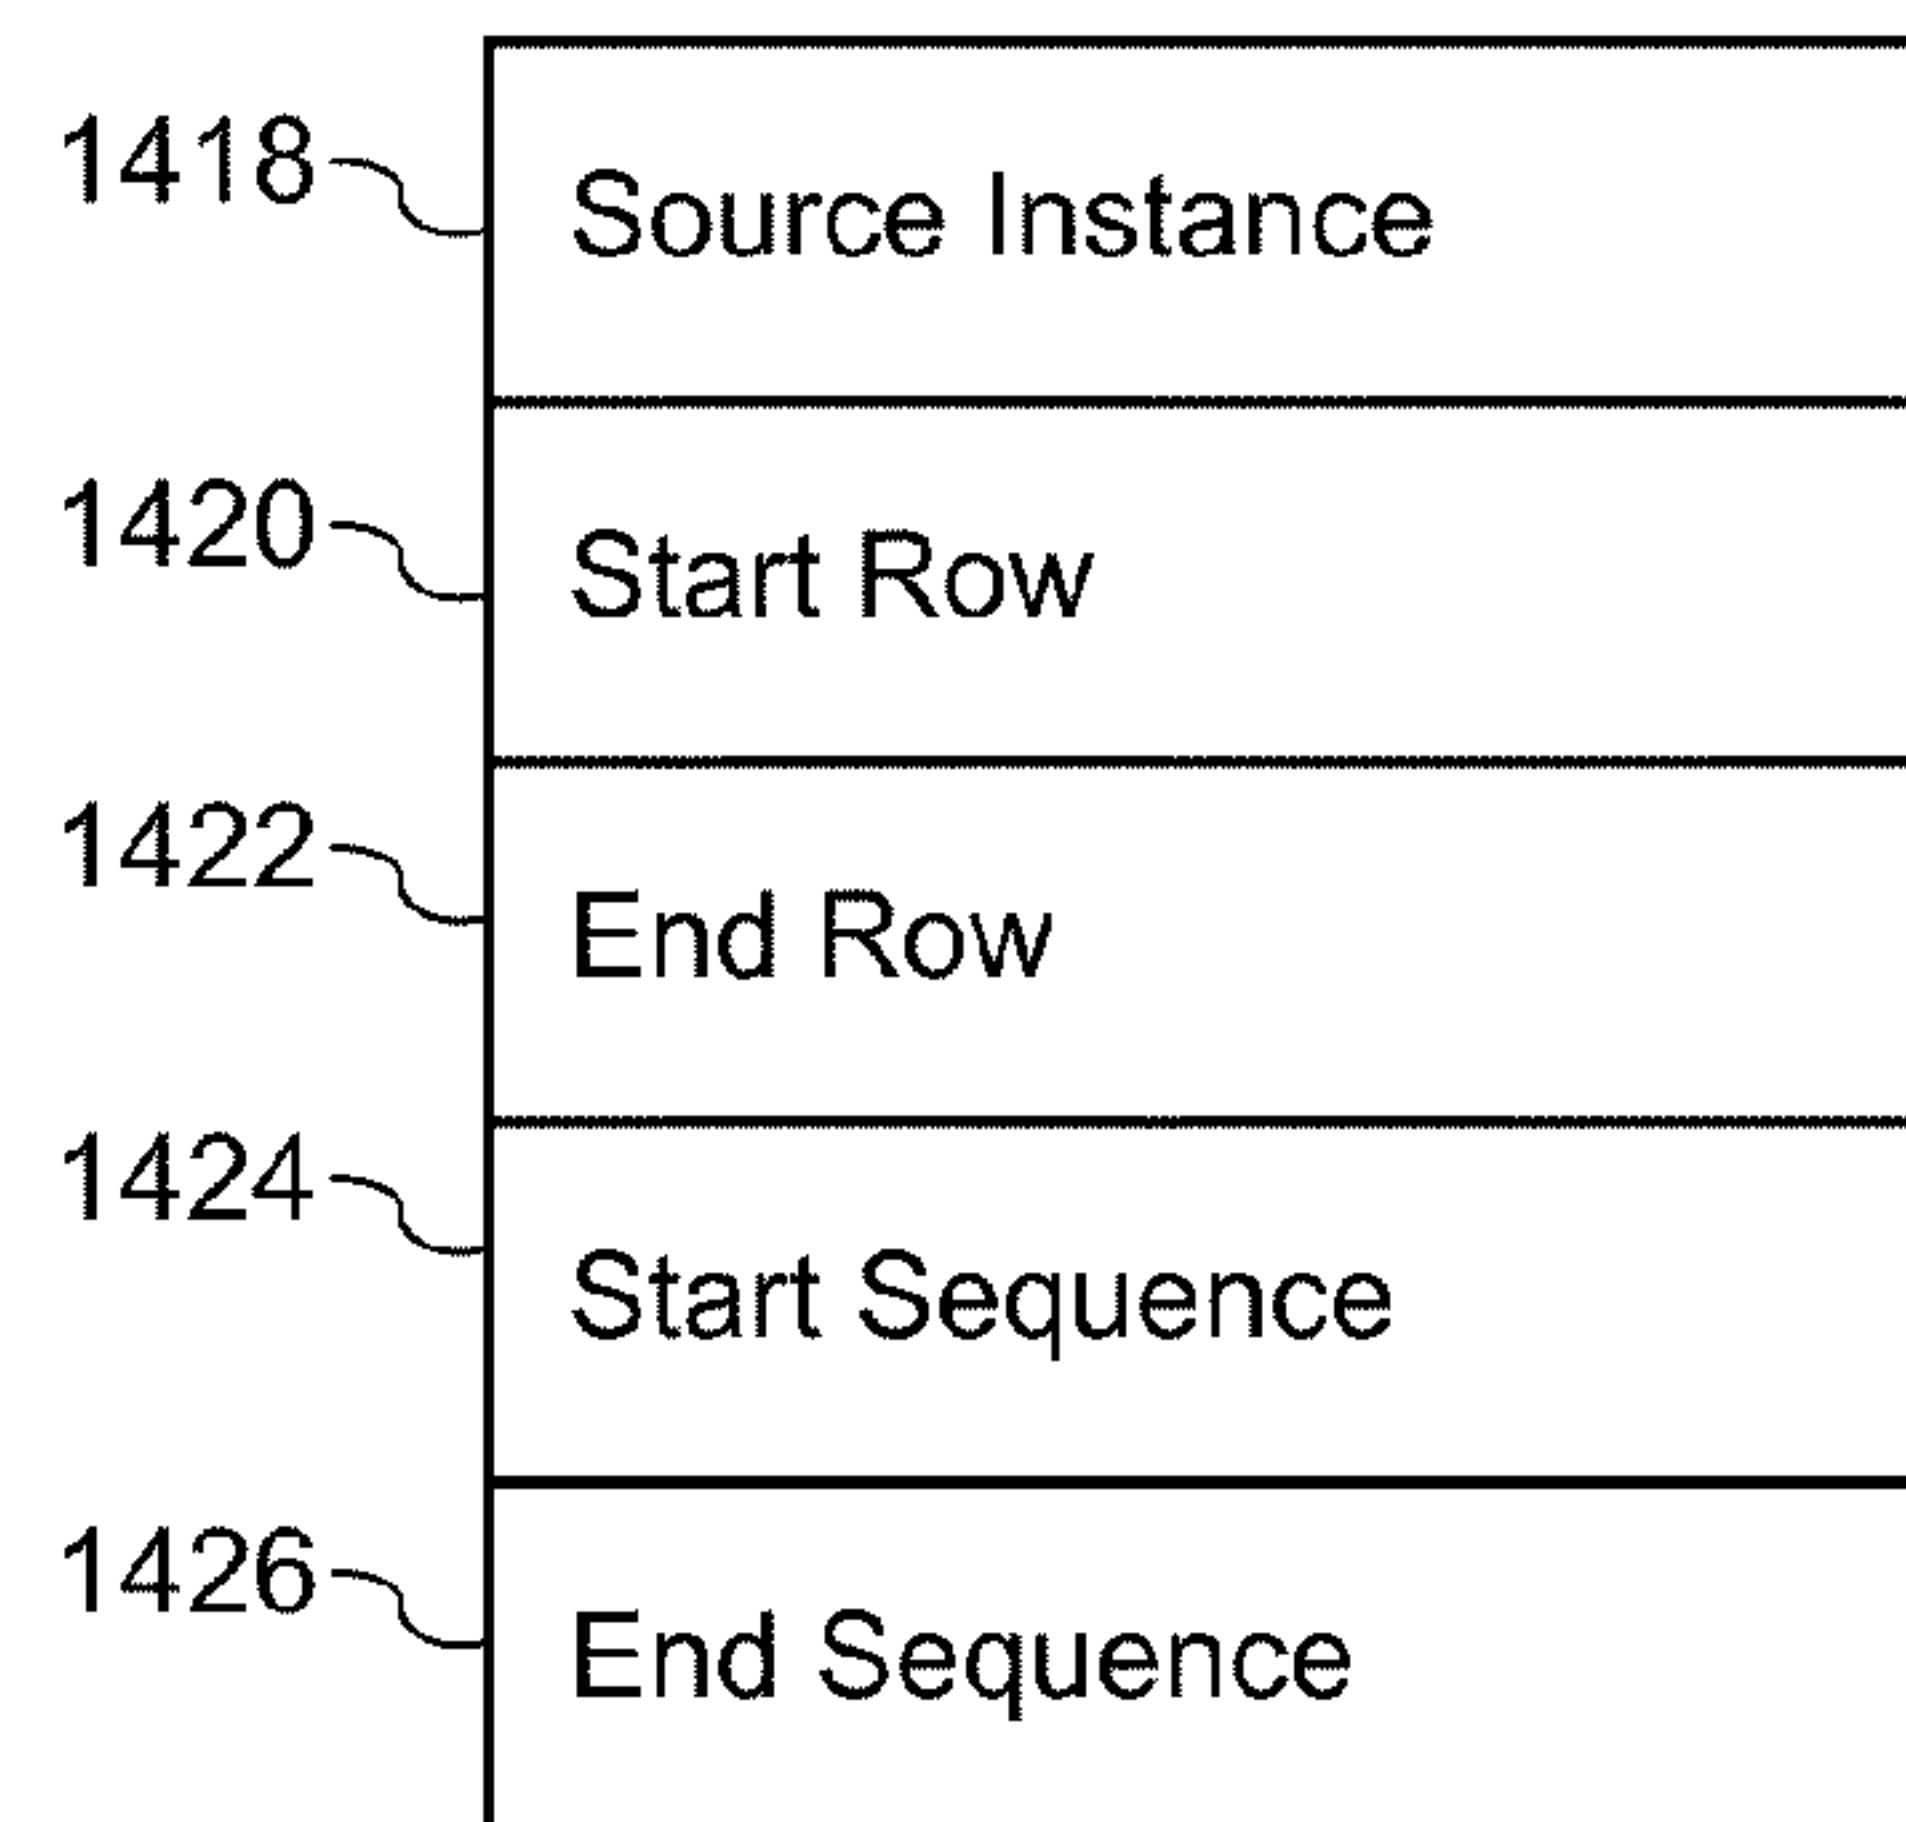 1418 Source Instance
1420 Start Row
1422 End Row
1424 Start Sequence
1426 End Sequence